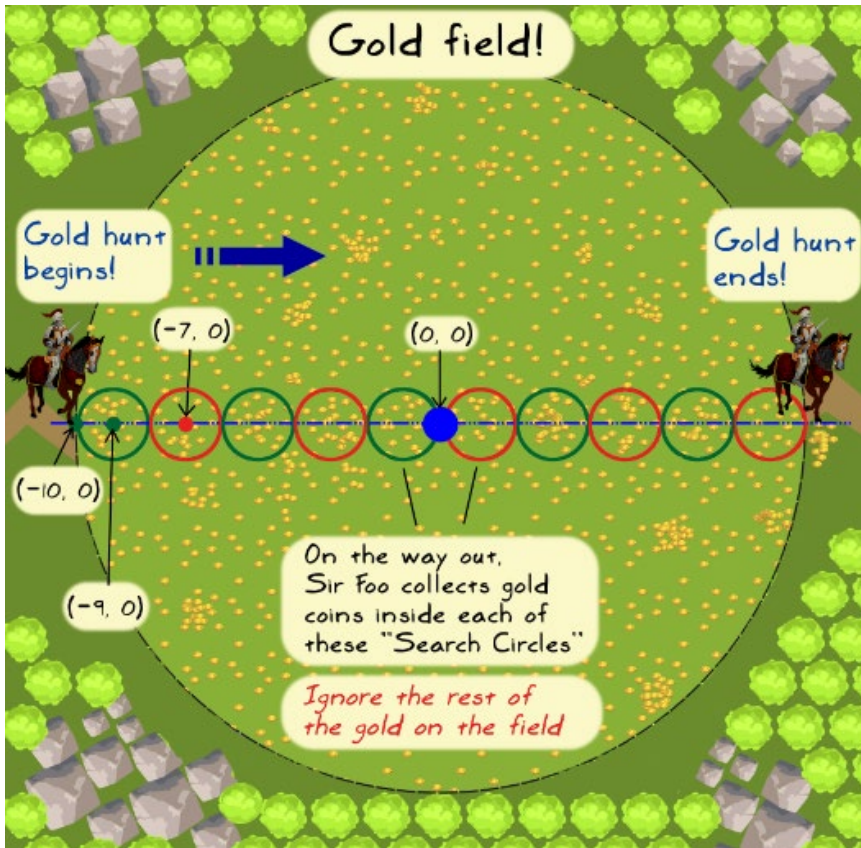 Gold field!
Gold hunt
begins!
Gold hunt
ends!
(-7, 0)
(0, 0)
(-10, 0)
(-9, 0)
On the way out,
Sir Foo collects gold
coins inside each of
these "Search Circles"
Ignore the rest of
the gold on the field